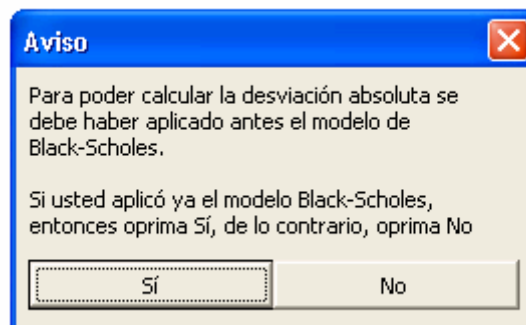 Aviso
Para poder calcular la desviación absoluta se
debe haber aplicado antes el modelo de
Black-Scholes.
Si usted aplicó ya el modelo Black-Scholes,
entonces oprima Sí, de lo contrario, oprima No
Sí
No